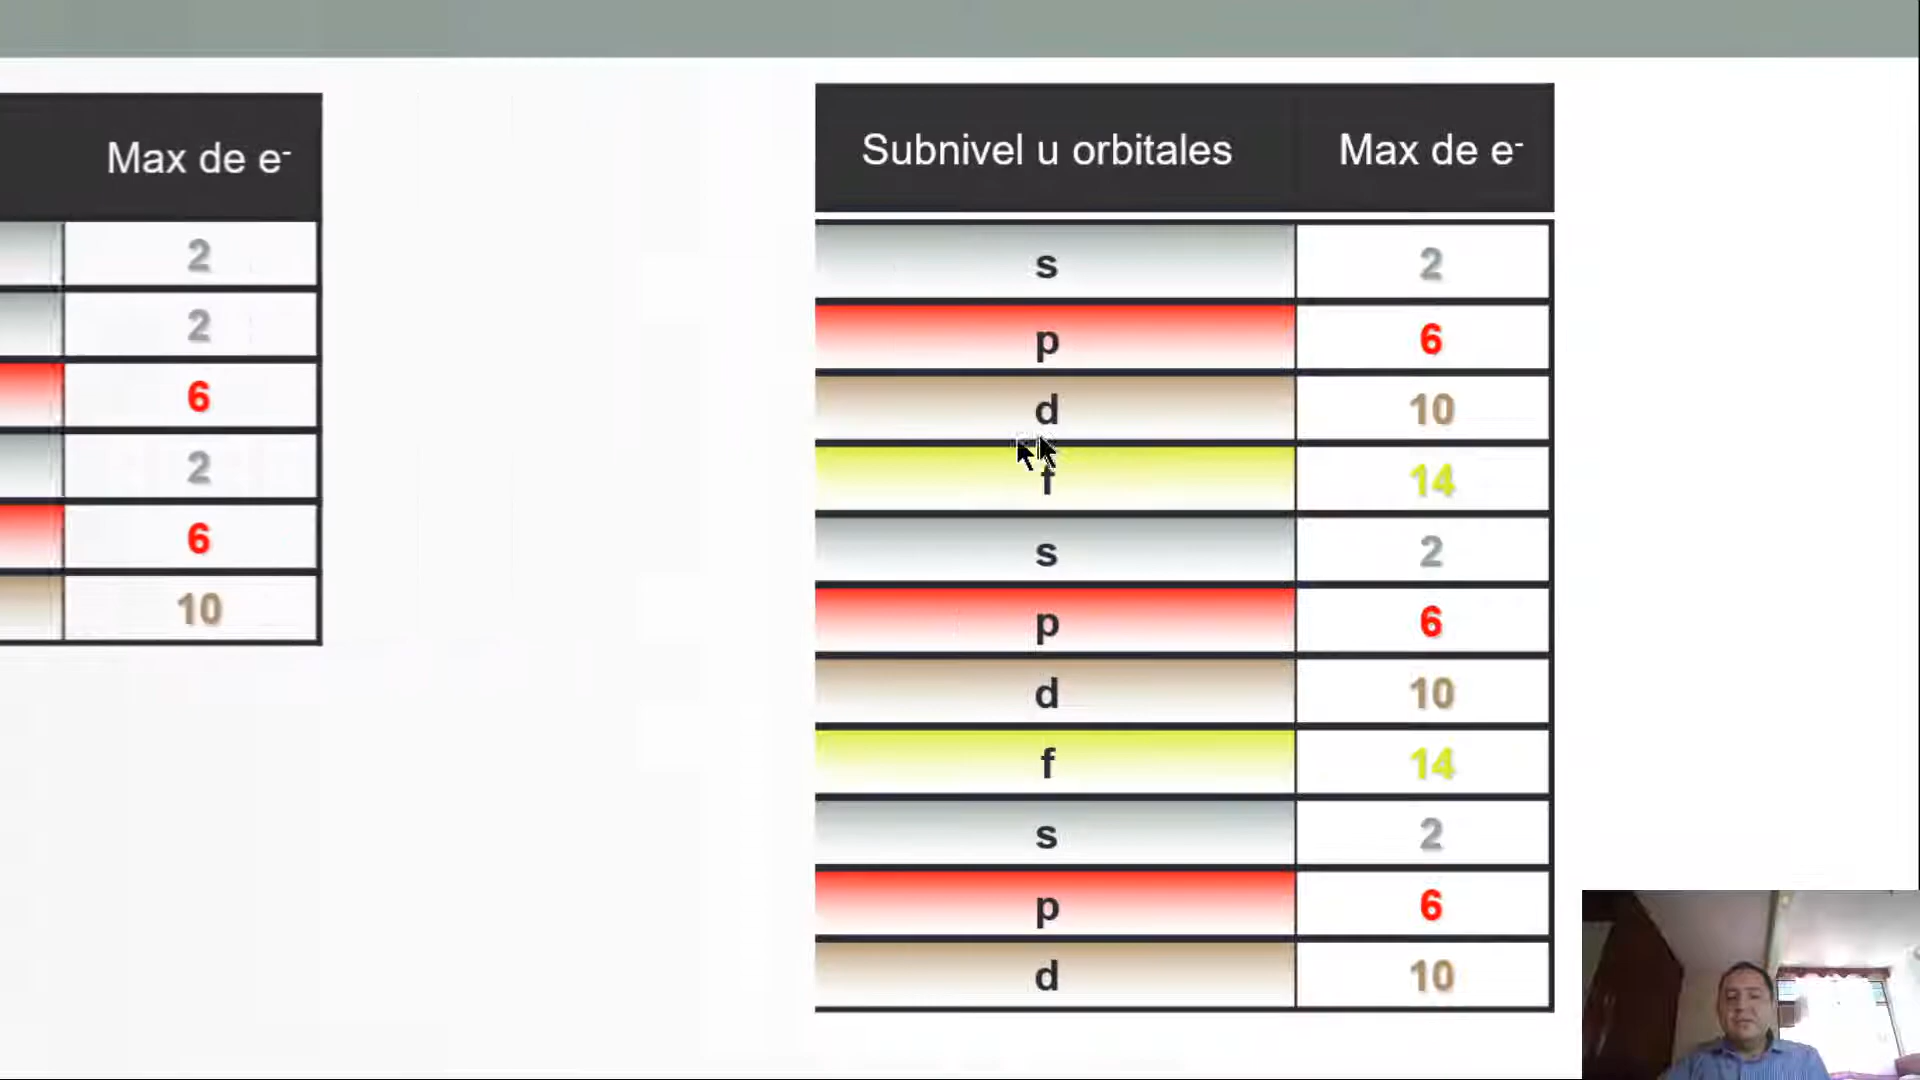 Max de e-
2
2
6
2
6
10
Subnivel u orbitales Max de e-
s 2
p 6
d 10
f 14
s 2
p 6
d 10
f 14
s 2
p 6
d 10